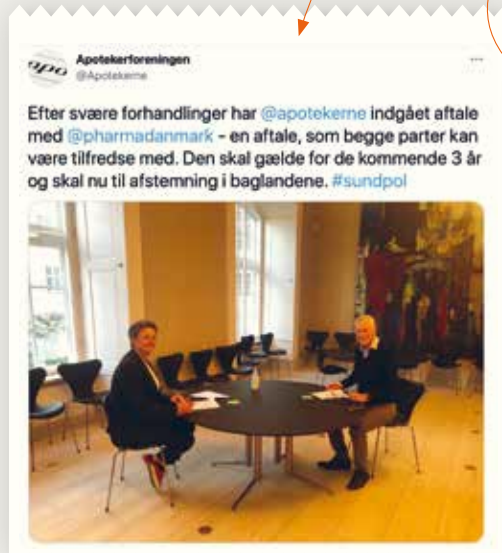 apo
Apotekerforeningen
@Apotekerne
Efter svære forhandlinger har @apotekerne indgået aftale
med @pharmadanmark - en aftale, som begge parter kan
være tilfredse med. Den skal gælde for de kommende 3 år
og skal nu til afstemning i baglandene. #sundpol